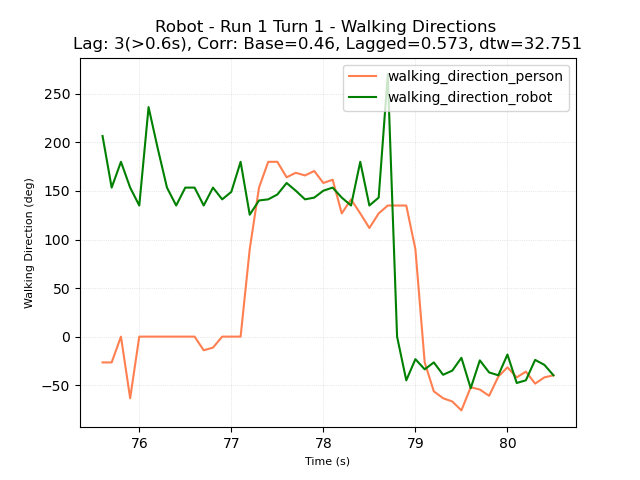 Robot - Run 1 Turn 1 - Walking Directions
Lag: 3(>0.6s), Corr: Base=0.46, Lagged=0.573, dtw=32.751
walking_direction_person
walking_direction_robot
Walking Direction (deg)
250
200
150
100
50
0
−50
76 77 78 79 80
Time (s)